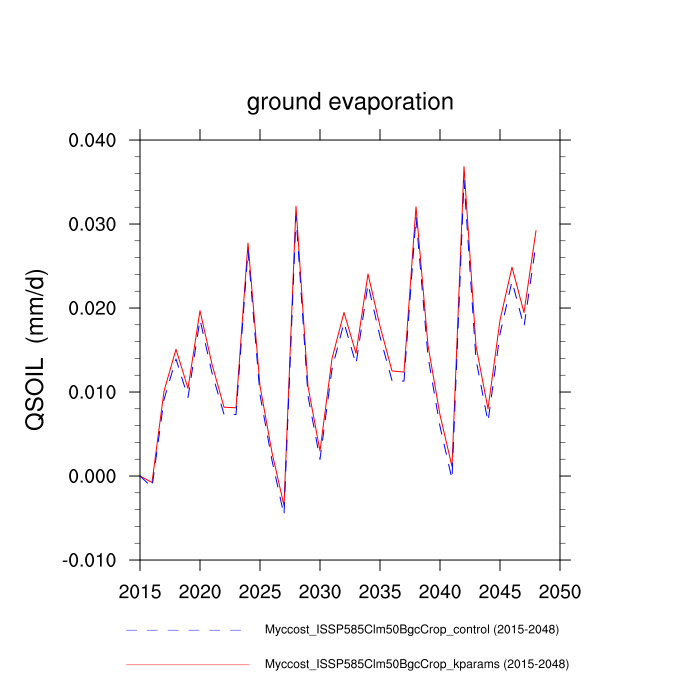 ground evaporation
0.040
0.030
0.020
0.010
0.000
-0.010
QSOIL (mm/d)
2015 2020 2025 2030 2035 2040 2045 2050
Myccost_ISSP585Clm50BgcCrop_control (2015-2048)
Myccost_ISSP585Clm50BgcCrop_kparams (2015-2048)